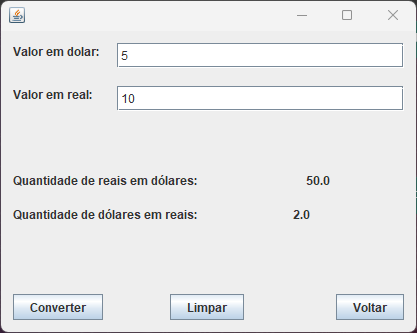 Valor em dolar: 5
Valor em real: 10
Quantidade de reais em dólares: 50.0
Quantidade de dólares em reais: 2.0
Converter Limpar Voltar